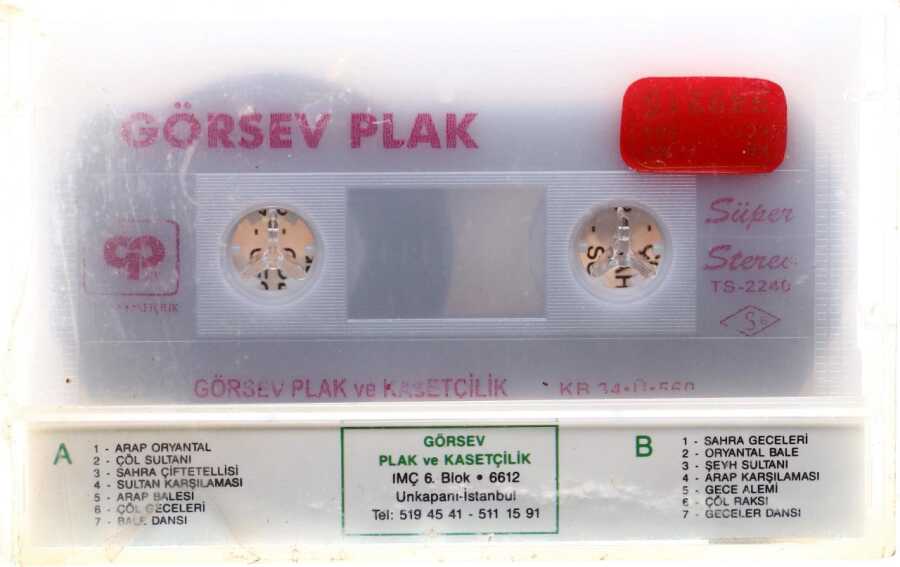 GÖRSEV PLAK
Süper
Stereo
TS-2240
GÖRSEV PLAK ve KASETÇİLİK
KB 34-Ü-560
A
1 - ARAP ORYANTAL
2 - ÇÖL SULTANI
3 - SAHRA ÇİFTETELLİSİ
4 - SULTAN KARŞILAMASI
5 - ARAP BALESİ
6 - ÇÖL GECELERİ
7 - BALE DANSI
GÖRSEV
PLAK ve KASETÇİLİK
IMÇ 6. Blok • 6612
Unkapanı-İstanbul
Tel: 519 45 41 - 511 15 91
B
1 - SAHRA GECELERİ
2 - ORYANTAL BALE
3 - ŞEYH SULTANI
4 - ARAP KARŞILAMASI
5 - GECE ALEMİ
6 - ÇÖL RAKSI
7 - GECELER DANSI